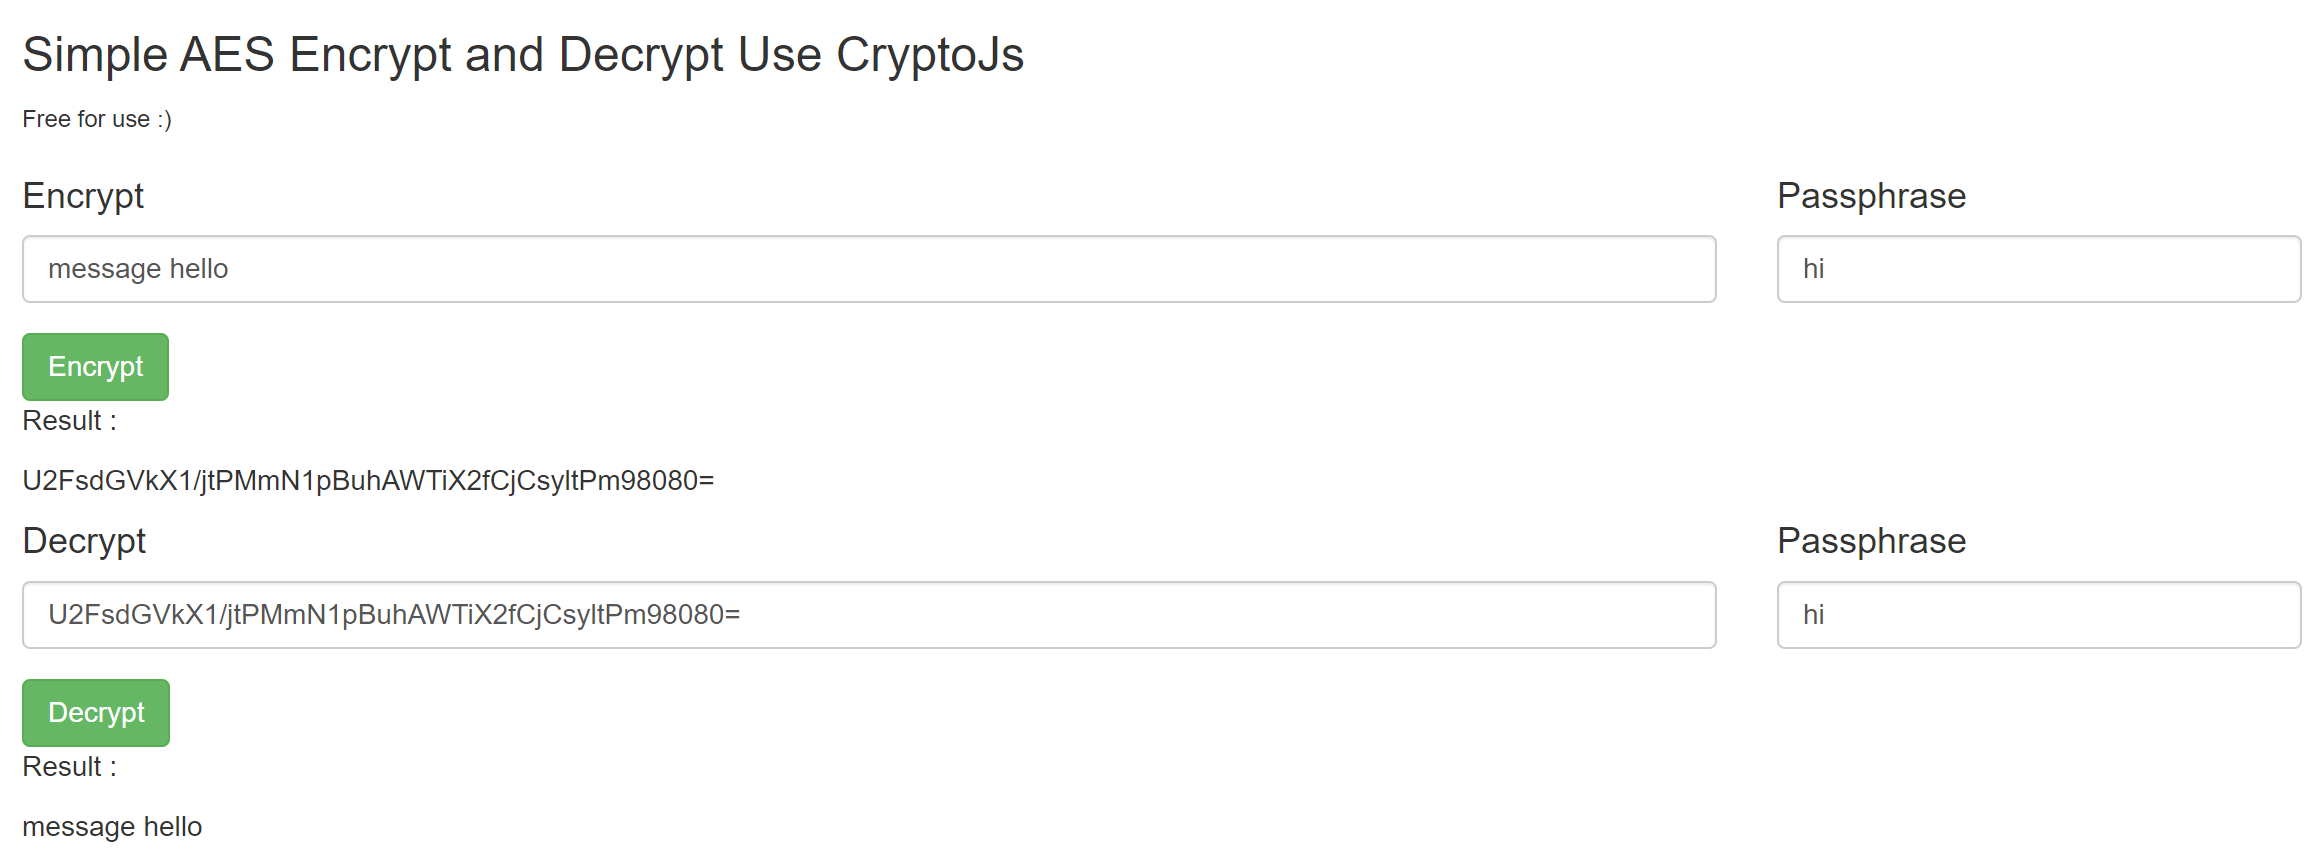 Simple AES Encrypt and Decrypt Use CryptoJs
Free for use :)
Encrypt
Passphrase
message hello
hi
Encrypt
Result :
U2FsdGVkX1/jtPMmN1pBuhAWTiX2fCjCsyltPm98080=
Decrypt
Passphrase
U2FsdGVkX1/jtPMmN1pBuhAWTiX2fCjCsyltPm98080=
hi
Decrypt
Result :
message hello